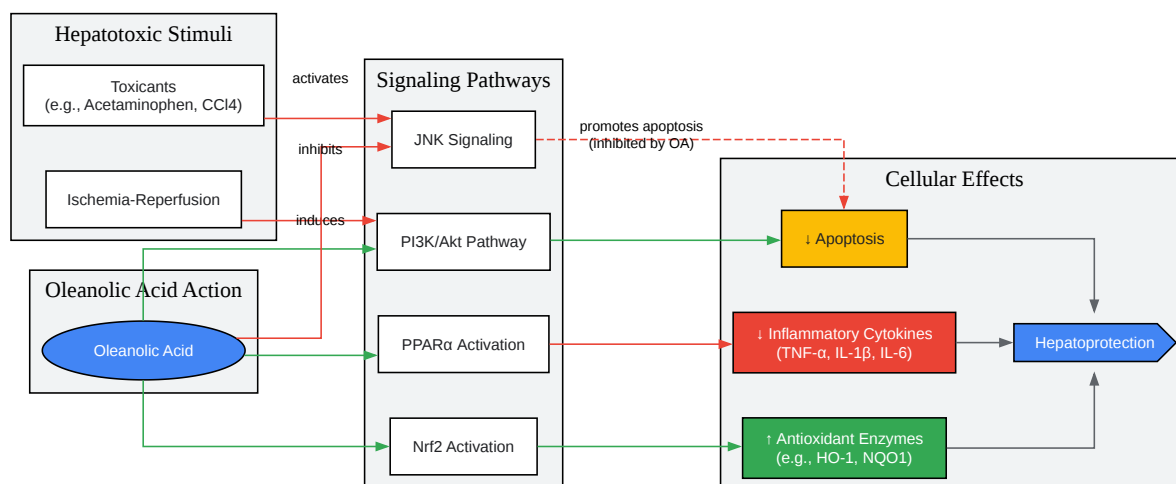 Hepatotoxic Stimuli
Toxicants
(e.g., Acetaminophen, CCl4)
Ischemia-Reperfusion
Oleanolic Acid Action
Oleanolic Acid
activates
inhibits
induces
Signaling Pathways
JNK Signaling
PI3K/Akt Pathway
PPARα Activation
Nrf2 Activation
promotes apoptosis
(inhibited by OA)
Cellular Effects
↓ Apoptosis
↓ Inflammatory Cytokines
(TNF-α, IL-1β, IL-6)
↑ Antioxidant Enzymes
(e.g., HO-1, NQO1)
Hepatoprotection